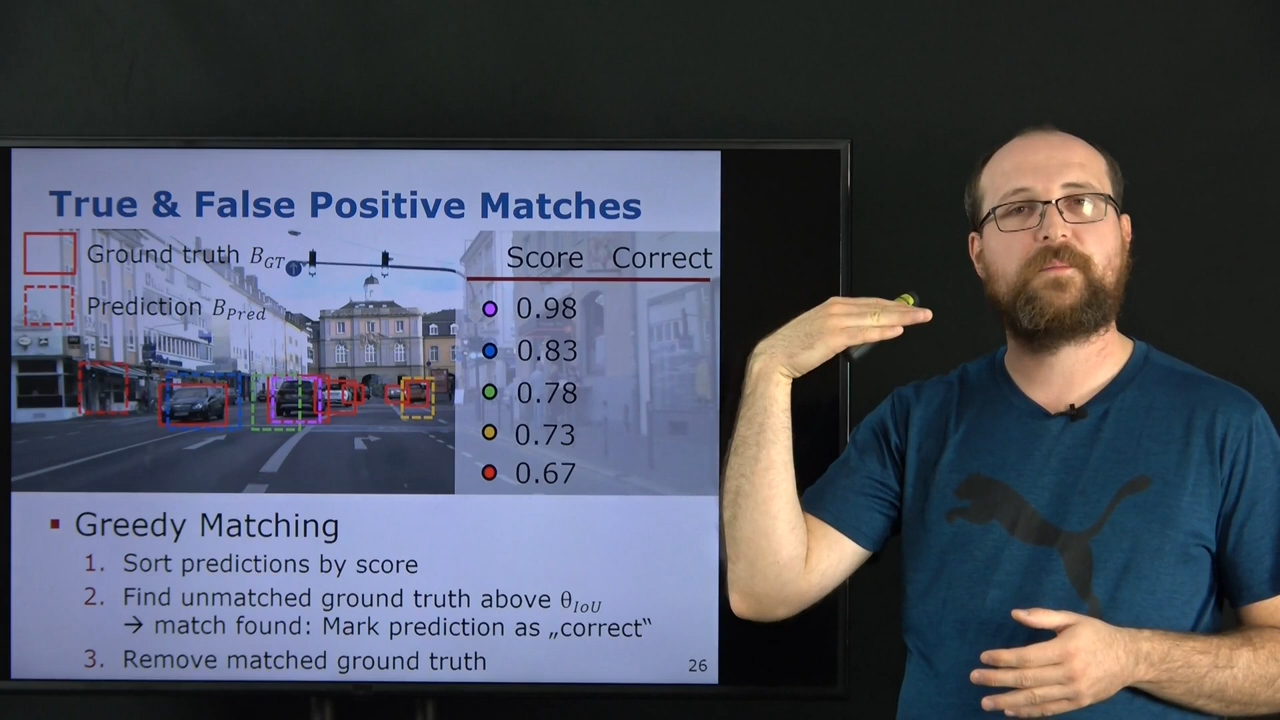 True & False Positive Matches
Ground truth B_GT
Prediction B_Pred
Score Correct
0.98
0.83
0.78
0.73
0.67
Greedy Matching
1. Sort predictions by score
2. Find unmatched ground truth above θ_IoU
→ match found: Mark prediction as „correct“
3. Remove matched ground truth
26